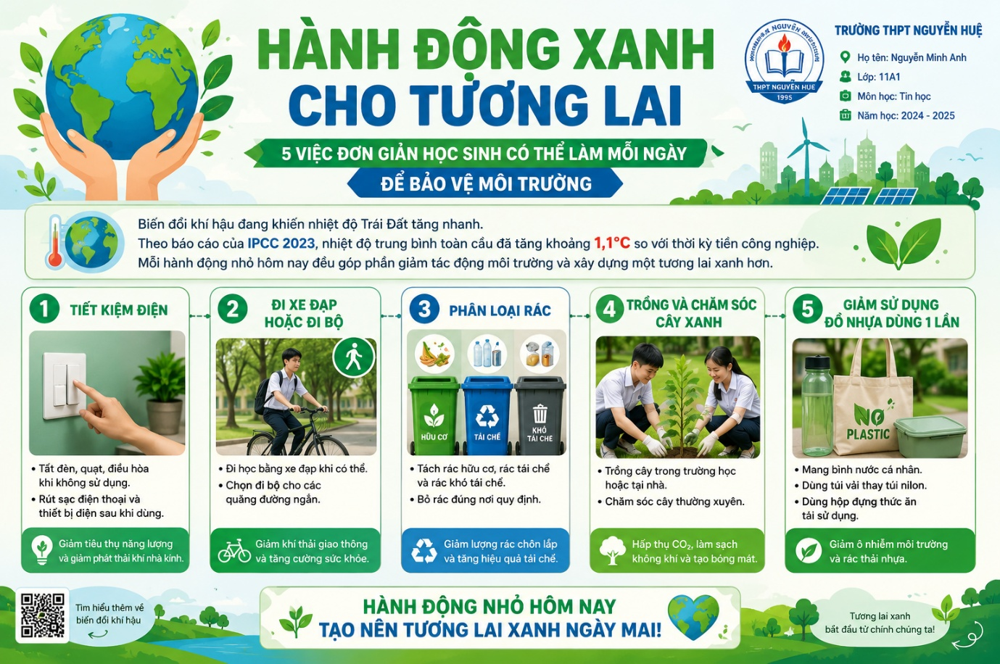 HÀNH ĐỘNG XANH
CHO TƯƠNG LAI
5 VIỆC ĐƠN GIẢN HỌC SINH CÓ THỂ LÀM MỖI NGÀY
ĐỂ BẢO VỆ MÔI TRƯỜNG
THPT NGUYỄN HUE
1995
TRƯỜNG THPT NGUYỄN HUỆ
Họ tên: Nguyễn Minh Anh
Lớp: 11A1
Môn học: Tin học
Năm học: 2024 - 2025
Biến đổi khí hậu đang khiến nhiệt độ Trái Đất tăng nhanh.
Theo báo cáo của IPCC 2023, nhiệt độ trung bình toàn cầu đã tăng khoảng 1,1°C so với thời kỳ tiền công nghiệp.
Mỗi hành động nhỏ hôm nay đều góp phần giảm tác động môi trường và xây dựng một tương lai xanh hơn.
1 TIẾT KIỆM ĐIỆN
• Tắt đèn, quạt, điều hòa
khi không sử dụng.
• Rút sạc điện thoại và
thiết bị điện sau khi dùng.
Giảm tiêu thụ năng lượng
và giảm phát thải khí nhà kính.
2 ĐI XE ĐẠP
HOẶC ĐI BỘ
• Đi học bằng xe đạp khi có thể.
• Chọn đi bộ cho các
quãng đường ngắn.
Giảm khí thải giao thông
và tăng cường sức khỏe.
3 PHÂN LOẠI RÁC
HỮU CƠ
TÁI CHẾ
KHÓ
TÁI CHẾ
• Tách rác hữu cơ, rác tái chế
và rác khó tái chế.
• Bỏ rác đúng nơi quy định.
Giảm lượng rác chôn lấp
và tăng hiệu quả tái chế.
4 TRỒNG VÀ CHĂM SÓC
CÂY XANH
• Trồng cây trong trường học
hoặc tại nhà.
• Chăm sóc cây thường xuyên.
Hấp thụ CO₂, làm sạch
không khí và tạo bóng mát.
5 GIẢM SỬ DỤNG
ĐỒ NHỰA DÙNG 1 LẦN
NO
PLASTIC
• Mang bình nước cá nhân.
• Dùng túi vải thay túi nilon.
• Dùng hộp đựng thức ăn
tái sử dụng.
Giảm ô nhiễm môi trường
và rác thải nhựa.
Tìm hiểu thêm về
biến đổi khí hậu
HÀNH ĐỘNG NHỎ HÔM NAY
TẠO NÊN TƯƠNG LAI XANH NGÀY MAI!
Tương lai xanh
bắt đầu từ chính chúng ta!